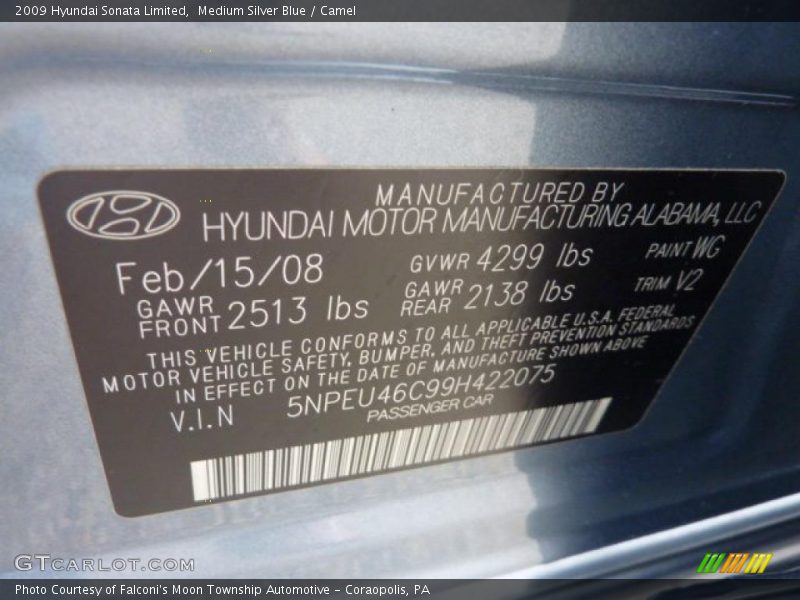 2009 Hyundai Sonata Limited, Medium Silver Blue / Camel
MANUFACTURED BY
HYUNDAI MOTOR MANUFACTURING ALABAMA, LLC
Feb/15/08 GVWR 4299 lbs PAINT WG
GAWR FRONT 2513 lbs GAWR REAR 2138 lbs TRIM V2
THIS VEHICLE CONFORMS TO ALL APPLICABLE U.S.A. FEDERAL
MOTOR VEHICLE SAFETY, BUMPER, AND THEFT PREVENTION STANDARDS
IN EFFECT ON THE DATE OF MANUFACTURE SHOWN ABOVE
V.I.N 5NPEU46C99H422075
PASSENGER CAR
GTCARLOT.COM
Photo Courtesy of Falconi's Moon Township Automotive - Coraopolis, PA